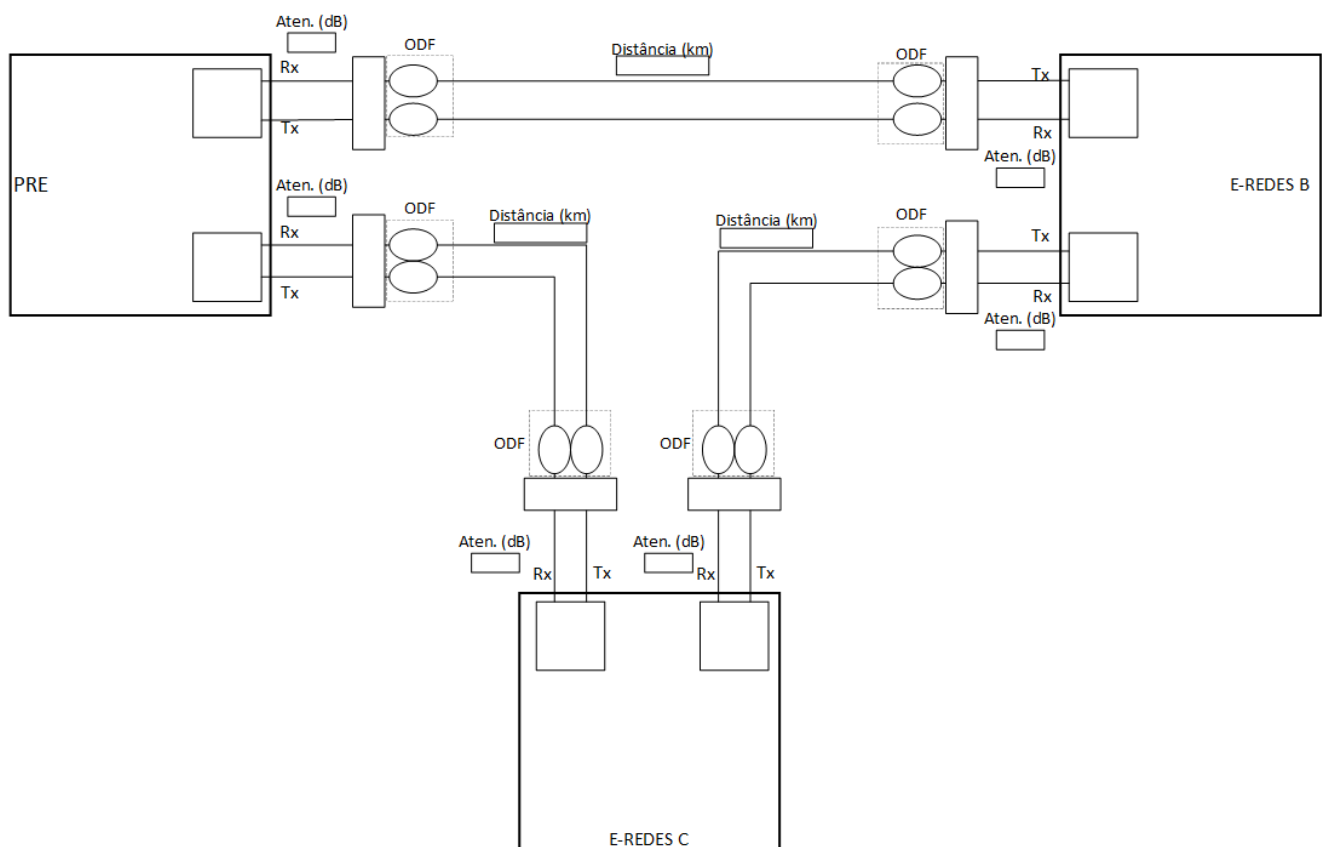 Aten. (dB)
ODF
Distância (km)
ODF
Rx
Tx
Tx
Rx
Aten. (dB)
PRE
Aten. (dB)
E-REDES B
ODF
Distância (km)
Distância (km)
ODF
Rx
Tx
Tx
Rx
Aten. (dB)
ODF
ODF
Aten. (dB)
Aten. (dB)
Rx
Tx
Rx
Tx
E-REDES C